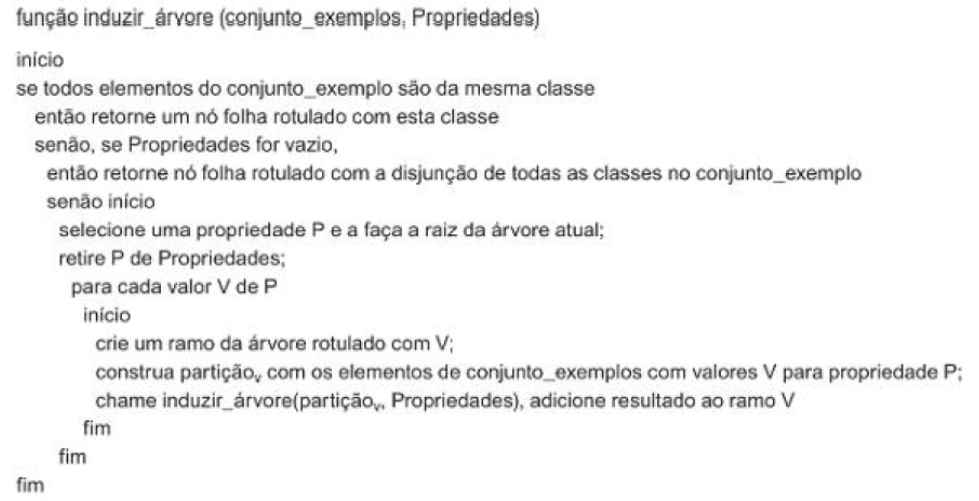 função induzir_árvore (conjunto_exemplos, Propriedades)
início
se todos elementos do conjunto_exemplo são da mesma classe
então retorne um nó folha rotulado com esta classe
senão, se Propriedades for vazio,
então retorne nó folha rotulado com a disjunção de todas as classes no conjunto_exemplo
senão início
selecione uma propriedade P e a faça a raiz da árvore atual;
retire P de Propriedades;
para cada valor V de P
início
crie um ramo da árvore rotulado com V;
construa partiçãoᵥ com os elementos de conjunto_exemplos com valores V para propriedade P;
chame induzir_árvore(partiçãoᵥ, Propriedades), adicione resultado ao ramo V
fim
fim
fim